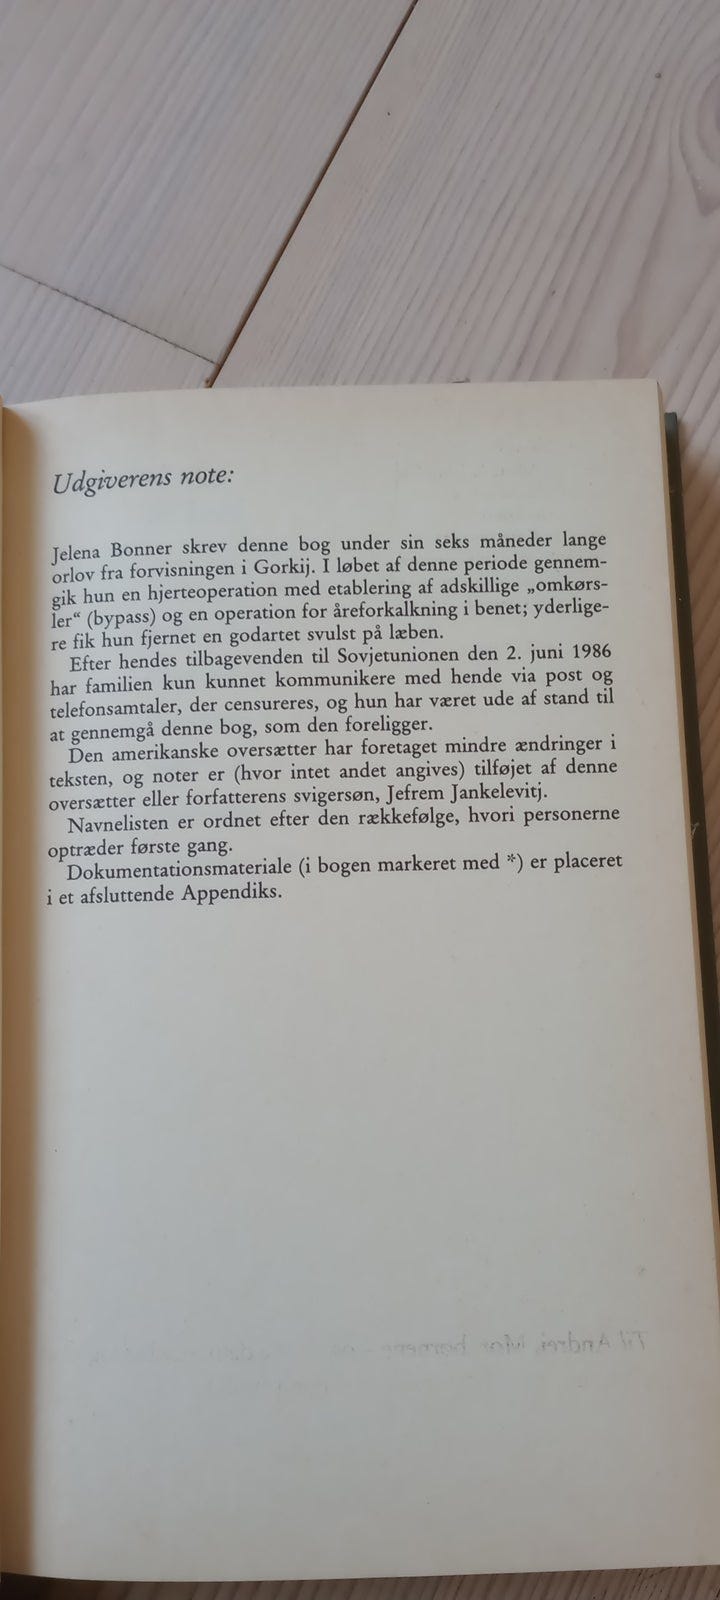 Udgiverens note:
Jelena Bonner skrev denne bog under sin seks måneder lange
orlov fra forvisningen i Gorkij. I løbet af denne periode gennem-
gik hun en hjerteoperation med etablering af adskillige „omkørs-
ler“ (bypass) og en operation for åreforkalkning i benet; yderlige-
re fik hun fjernet en godartet svulst på læben.
Efter hendes tilbagevenden til Sovjetunionen den 2. juni 1986
har familien kun kunnet kommunikere med hende via post og
telefonsamtaler, der censureres, og hun har været ude af stand til
at gennemgå denne bog, som den foreligger.
Den amerikanske oversætter har foretaget mindre ændringer i
teksten, og noter er (hvor intet andet angives) tilføjet af denne
oversætter eller forfatterens svigersøn, Jefrem Jankelevitj.
Navnelisten er ordnet efter den rækkefølge, hvori personerne
optræder første gang.
Dokumentationsmateriale (i bogen markeret med *) er placeret
i et afsluttende Appendiks.
Til Andrei, Mor, børnene